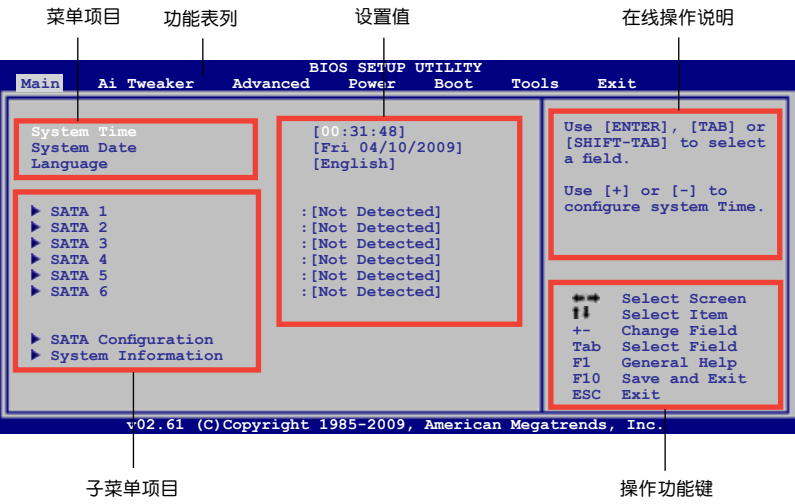 菜单项目 功能表列 设置值 在线操作说明
BIOS SETUP UTILITY
Main Ai Tweaker Advanced Power Boot Tools Exit
System Time [00:31:48]
System Date [Fri 04/10/2009]
Language [English]
SATA 1 :[Not Detected]
SATA 2 :[Not Detected]
SATA 3 :[Not Detected]
SATA 4 :[Not Detected]
SATA 5 :[Not Detected]
SATA 6 :[Not Detected]
SATA Configuration
System Information
Use [ENTER], [TAB] or
[SHIFT-TAB] to select
a field.
Use [+] or [-] to
configure system Time.
Select Screen
Select Item
+- Change Field
Tab Select Field
F1 General Help
F10 Save and Exit
ESC Exit
v02.61 (C)Copyright 1985-2009, American Megatrends, Inc.
子菜单项目 操作功能键